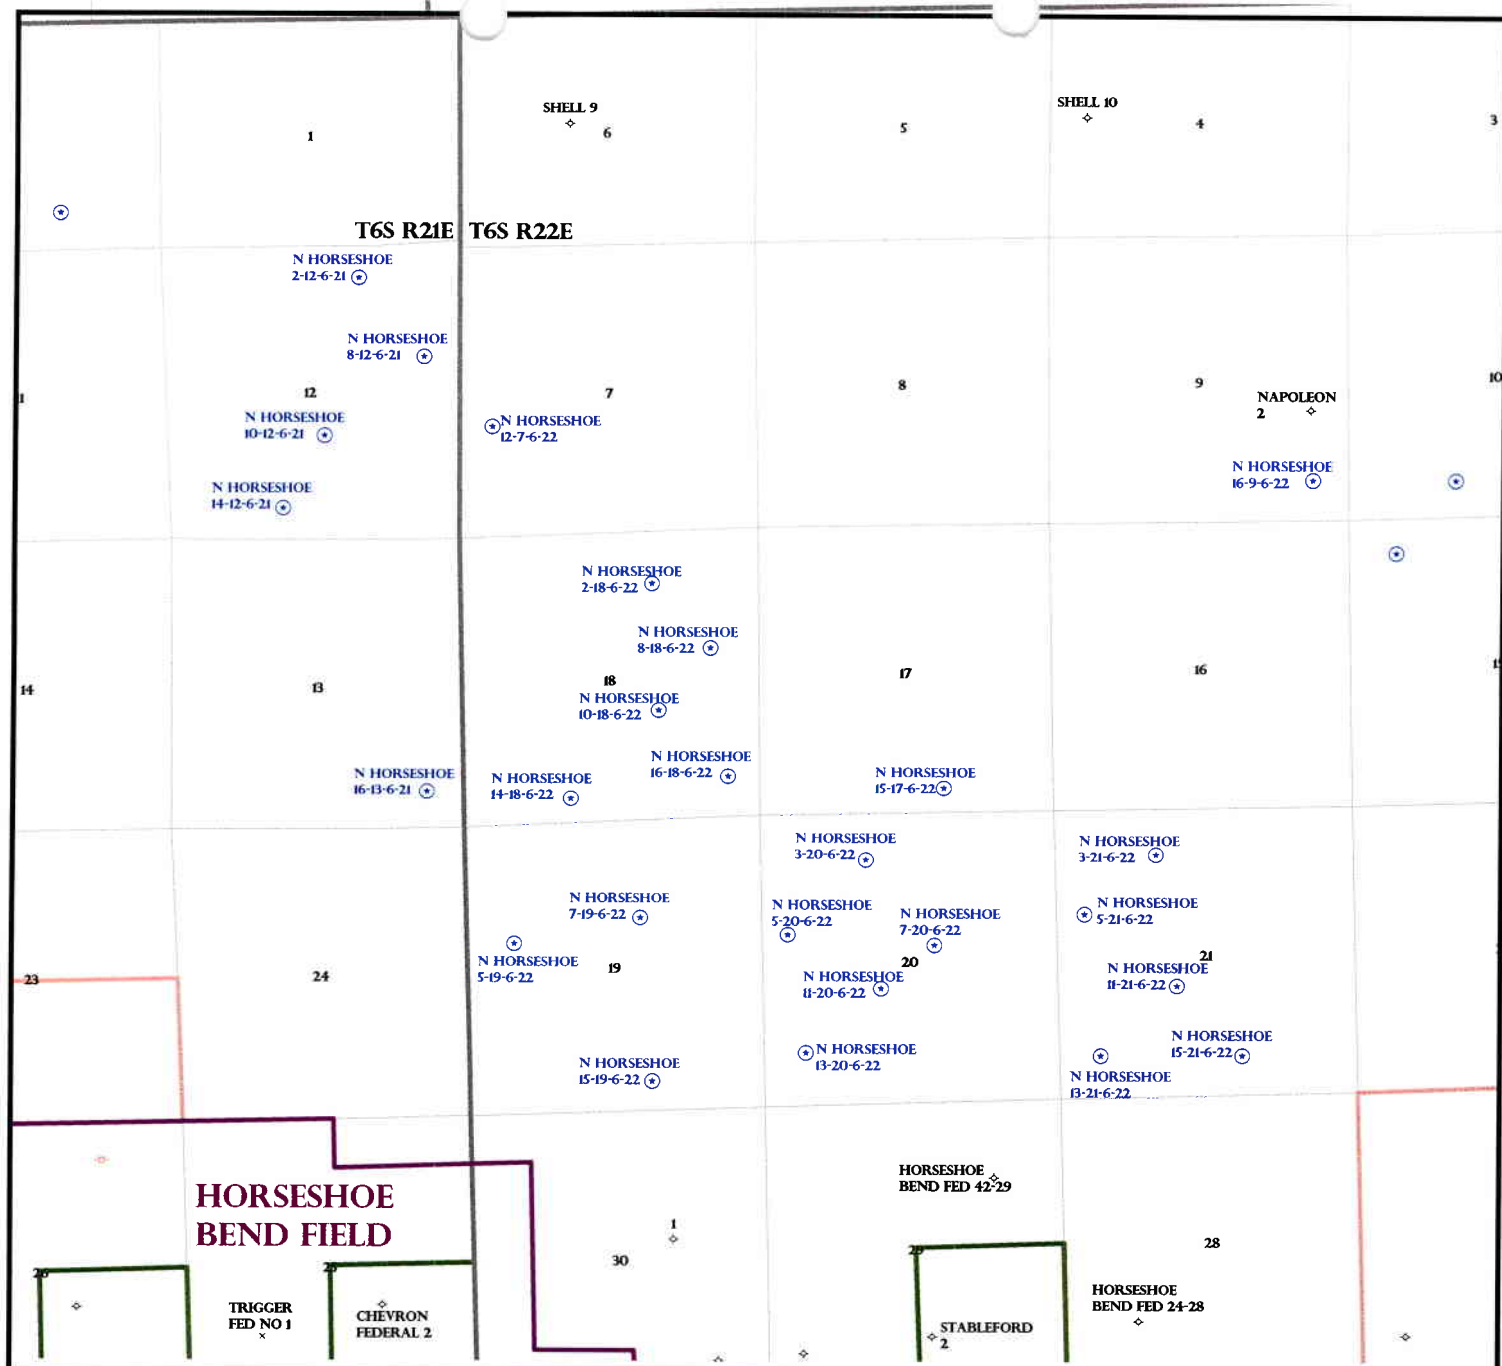 SHELL 9
SHELL 10
1
6
5
4
3
T6S R21E
T6S R22E
N HORSESHOE
2-12-6-21
N HORSESHOE
8-12-6-21
12
7
8
9
10
1
NAPOLEON
2
N HORSESHOE
10-12-6-21
N HORSESHOE
12-7-6-22
N HORSESHOE
16-9-6-22
N HORSESHOE
14-12-6-21
N HORSESHOE
2-18-6-22
N HORSESHOE
8-18-6-22
14
13
18
17
16
N HORSESHOE
10-18-6-22
N HORSESHOE
16-18-6-22
N HORSESHOE
16-13-6-21
N HORSESHOE
14-18-6-22
N HORSESHOE
15-17-6-22
N HORSESHOE
3-20-6-22
N HORSESHOE
3-21-6-22
N HORSESHOE
7-19-6-22
N HORSESHOE
5-20-6-22
N HORSESHOE
7-20-6-22
N HORSESHOE
5-21-6-22
N HORSESHOE
5-19-6-22
23
24
19
20
21
N HORSESHOE
11-20-6-22
N HORSESHOE
11-21-6-22
N HORSESHOE
15-19-6-22
N HORSESHOE
13-20-6-22
N HORSESHOE
15-21-6-22
N HORSESHOE
13-21-6-22
HORSESHOE
BEND FIELD
HORSESHOE
BEND FED 42-29
1
30
29
28
26
25
TRIGGER
FED NO 1
CHEVRON
FEDERAL 2
STABLEFORD
2
HORSESHOE
BEND FED 24-28